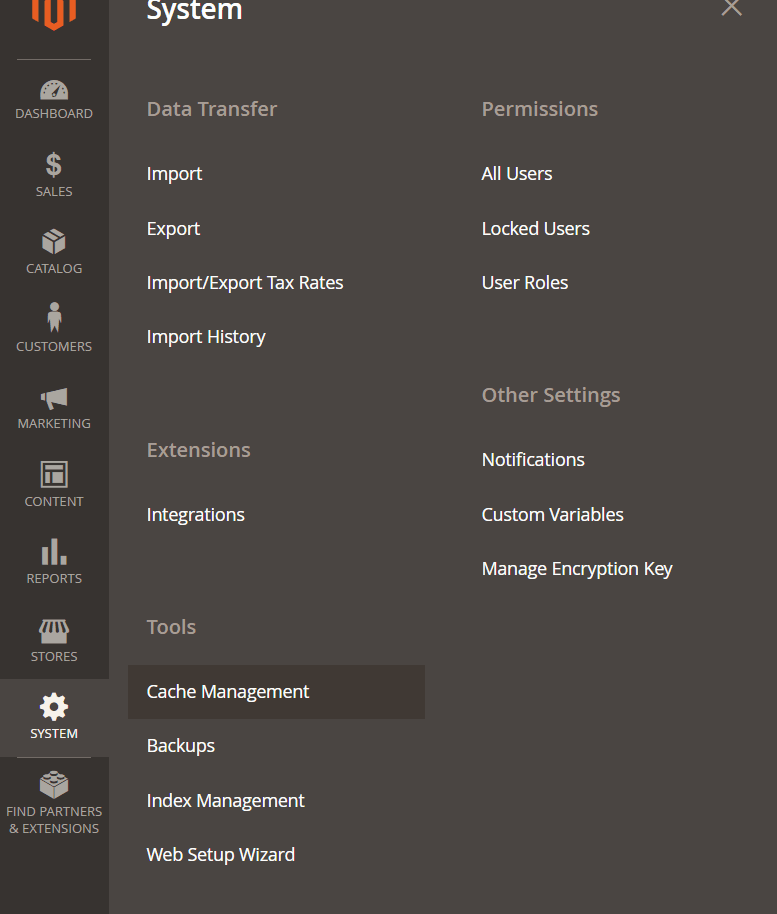 System
DASHBOARD
SALES
CATALOG
CUSTOMERS
MARKETING
CONTENT
REPORTS
STORES
SYSTEM
FIND PARTNERS
& EXTENSIONS
Data Transfer
Import
Export
Import/Export Tax Rates
Import History
Extensions
Integrations
Tools
Cache Management
Backups
Index Management
Web Setup Wizard
Permissions
All Users
Locked Users
User Roles
Other Settings
Notifications
Custom Variables
Manage Encryption Key